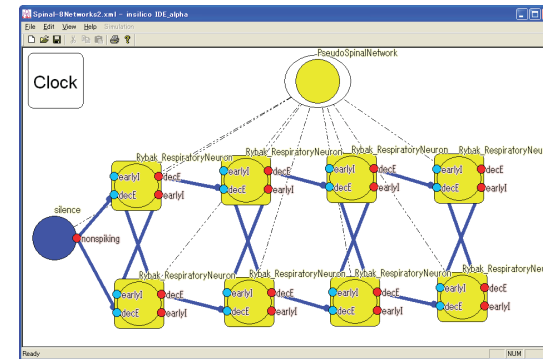 Spinal-8Networks2.xml - insilico IDE_alpha
File Edit View Help Simulation
Clock
PseudoSpinalNetwork
Rybak_RespiratoryNeuron Rybak_RespiratoryNeuron Rybak_RespiratoryNeuron Rybak_RespiratoryNeu
earlyI decE earlyI decE earlyI decE earlyI decE
decE earlyI decE earlyI decE earlyI decE earlyI
silence
nonspiking
Rybak_RespiratoryNeuron Rybak_RespiratoryNeuron Rybak_RespiratoryNeuron Rybak_RespiratoryNeu
earlyI decE earlyI decE earlyI decE earlyI decE
decE earlyI decE earlyI decE earlyI decE earlyI
Ready NUM